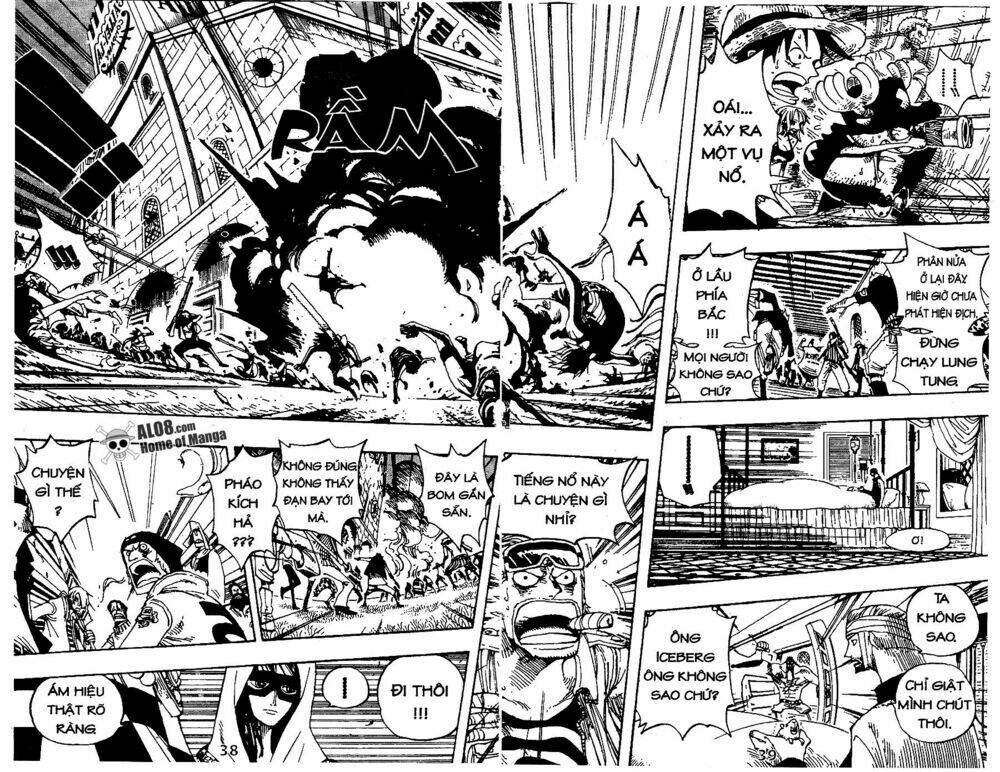 OÁI...
XẢY RA
MỘT VỤ
NỔ.
!!!
Á
Á
RẦM
!!!
PHÂN NỬA
Ở LẠI ĐÂY
HIỆN GIỜ CHƯA
PHÁT HIỆN ĐỊCH.
ĐỪNG
CHẠY LUNG
TUNG
Ở LẦU
PHÍA
BẮC
!!!
MỌI NGƯỜI
KHÔNG SAO
CHỨ?
ƠI
TA
KHÔNG
SAO.
CHỈ GIẬT
MÌNH CHÚT
THÔI.
ÔNG
ICEBERG
ÔNG KHÔNG
SAO CHỨ?
TIẾNG NỔ NÀY
LÀ CHUYỆN GÌ
NHỈ?
ĐÂY LÀ
BOM GẮN
SẴN.
KHÔNG ĐÚNG
KHÔNG THẤY
ĐẠN BAY TỚI
MÀ.
PHÁO
KÍCH
HẢ
???
CHUYỆN
GÌ THẾ
?
ĐI THÔI
!!!
!
ÁM HIỆU
THẬT RÕ
RÀNG
38
AL08.com
Home of Manga